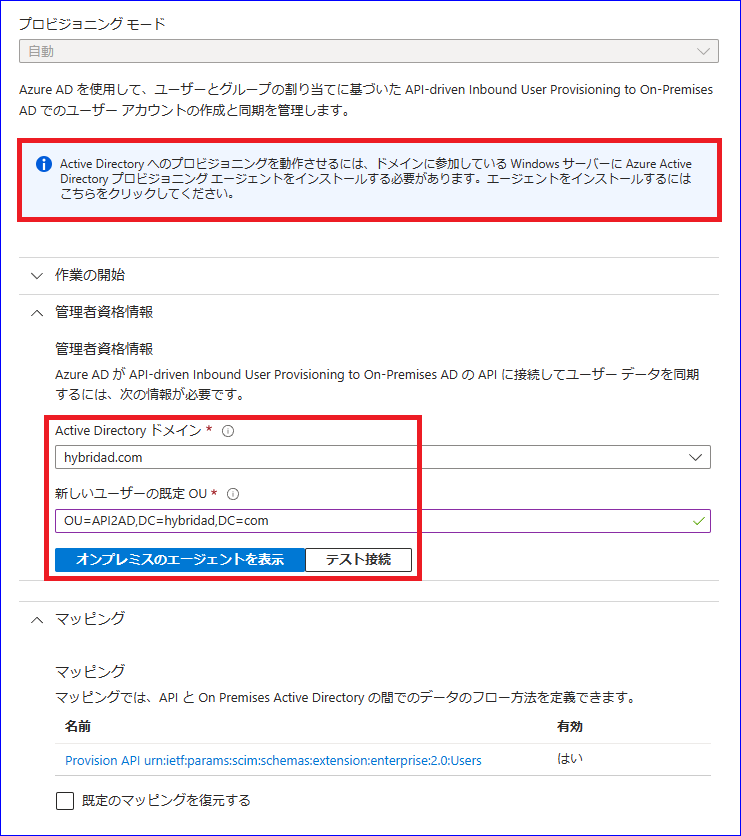 プロビジョニング モード
自動
Azure AD を使用して、ユーザーとグループの割り当てに基づいた API-driven Inbound User Provisioning to On-Premises
AD でのユーザー アカウントの作成と同期を管理します。
Active Directory へのプロビジョニングを動作させるには、ドメインに参加している Windows サーバーに Azure Active
Directory プロビジョニング エージェントをインストールする必要があります。エージェントをインストールするには
こちらをクリックしてください。
作業の開始
管理者資格情報
管理者資格情報
Azure AD が API-driven Inbound User Provisioning to On-Premises AD の API に接続してユーザー データを同期
するには、次の情報が必要です。
Active Directory ドメイン *
hybridad.com
新しいユーザーの既定 OU *
OU=API2AD,DC=hybridad,DC=com
オンプレミスのエージェントを表示 テスト接続
マッピング
マッピング
マッピングでは、API と On Premises Active Directory の間でのデータのフロー方法を定義できます。
名前 有効
Provision API urn:ietf:params:scim:schemas:extension:enterprise:2.0:Users はい
既定のマッピングを復元する